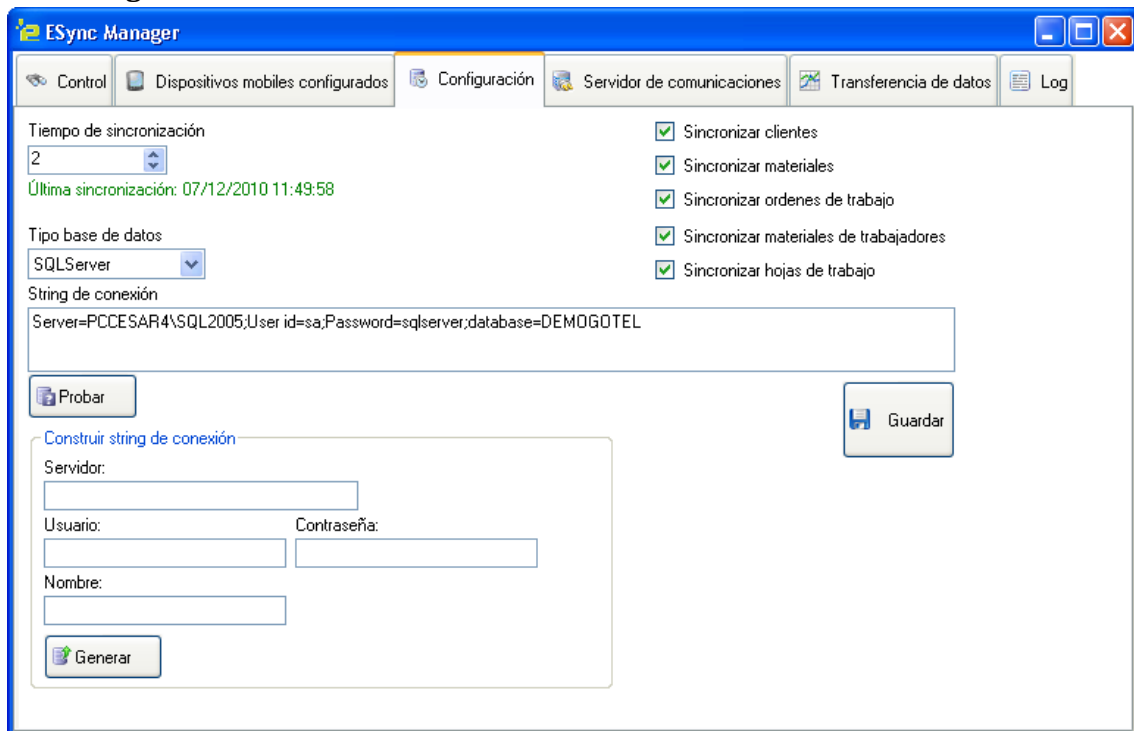 ESync Manager
Control
Dispositivos mobiles configurados
Configuración
Servidor de comunicaciones
Transferencia de datos
Log
Tiempo de sincronización
2
Última sincronización: 07/12/2010 11:49:58
Sincronizar clientes
Sincronizar materiales
Sincronizar ordenes de trabajo
Sincronizar materiales de trabajadores
Sincronizar hojas de trabajo
Tipo base de datos
SQLServer
String de conexión
Server=PCCESAR4\SQL2005;User id=sa;Password=sqlserver;database=DEMOGOTEL
Probar
Guardar
Construir string de conexión
Servidor:
Usuario: Contraseña:
Nombre:
Generar